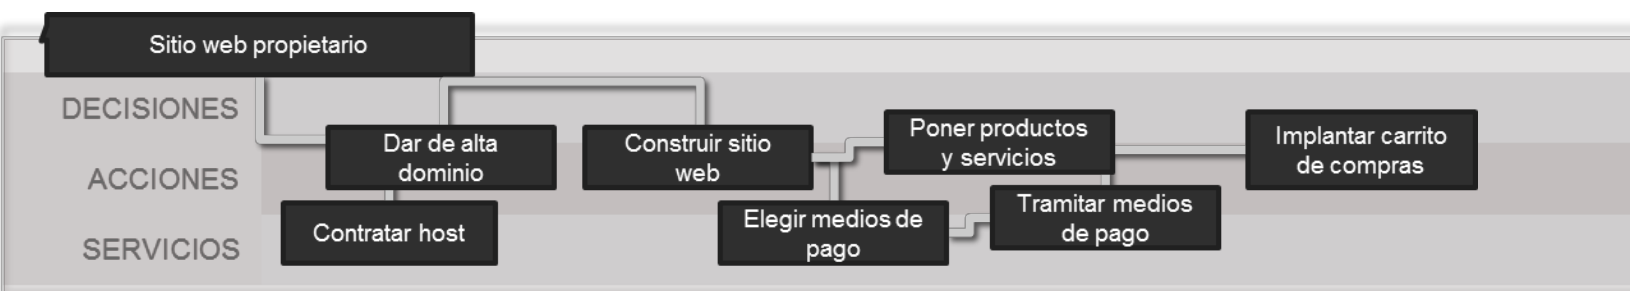 Sitio web propietario
DECISIONES
ACCIONES
SERVICIOS
Dar de alta
dominio
Contratar host
Construir sitio
web
Elegir medios de
pago
Poner productos
y servicios
Tramitar medios
de pago
Implantar carrito
de compras